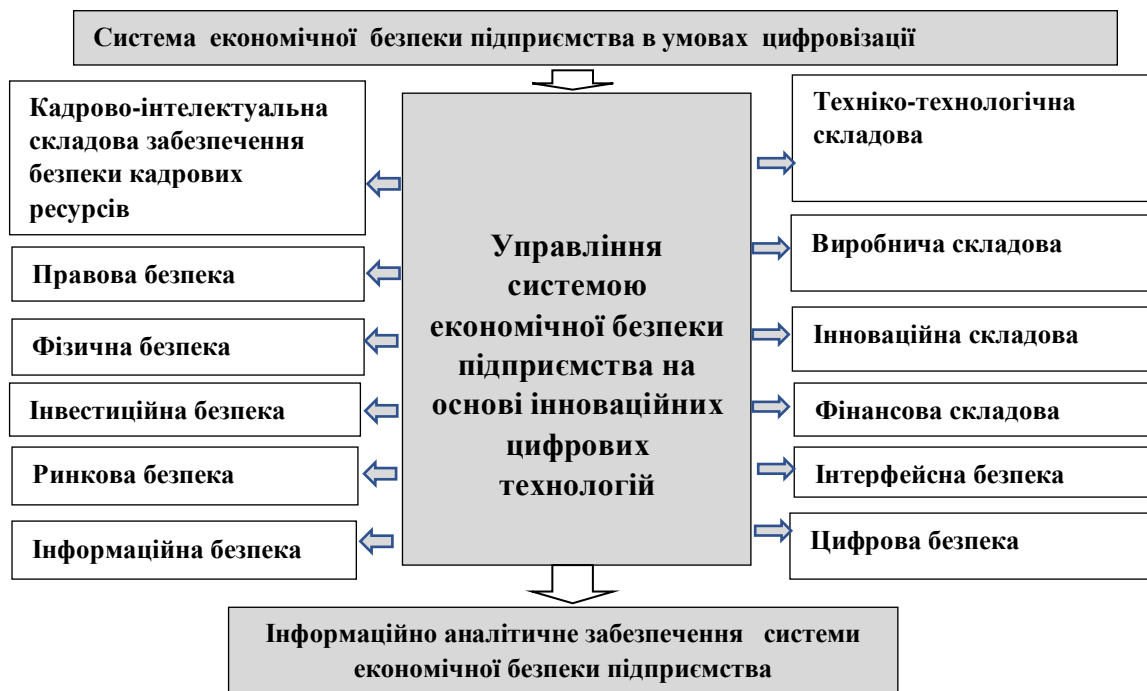 Система економічної безпеки підприємства в умовах цифровізації
Кадрово-інтелектуальна
складова забезпечення
безпеки кадрових
ресурсів
Правова безпека
Фізична безпека
Інвестиційна безпека
Ринкова безпека
Інформаційна безпека
Управління
системою
економічної безпеки
підприємства на
основі інноваційних
цифрових
технологій
Техніко-технологічна
складова
Виробнича складова
Інноваційна складова
Фінансова складова
Інтерфейсна безпека
Цифрова безпека
Інформаційно аналітичне забезпечення системи
економічної безпеки підприємства